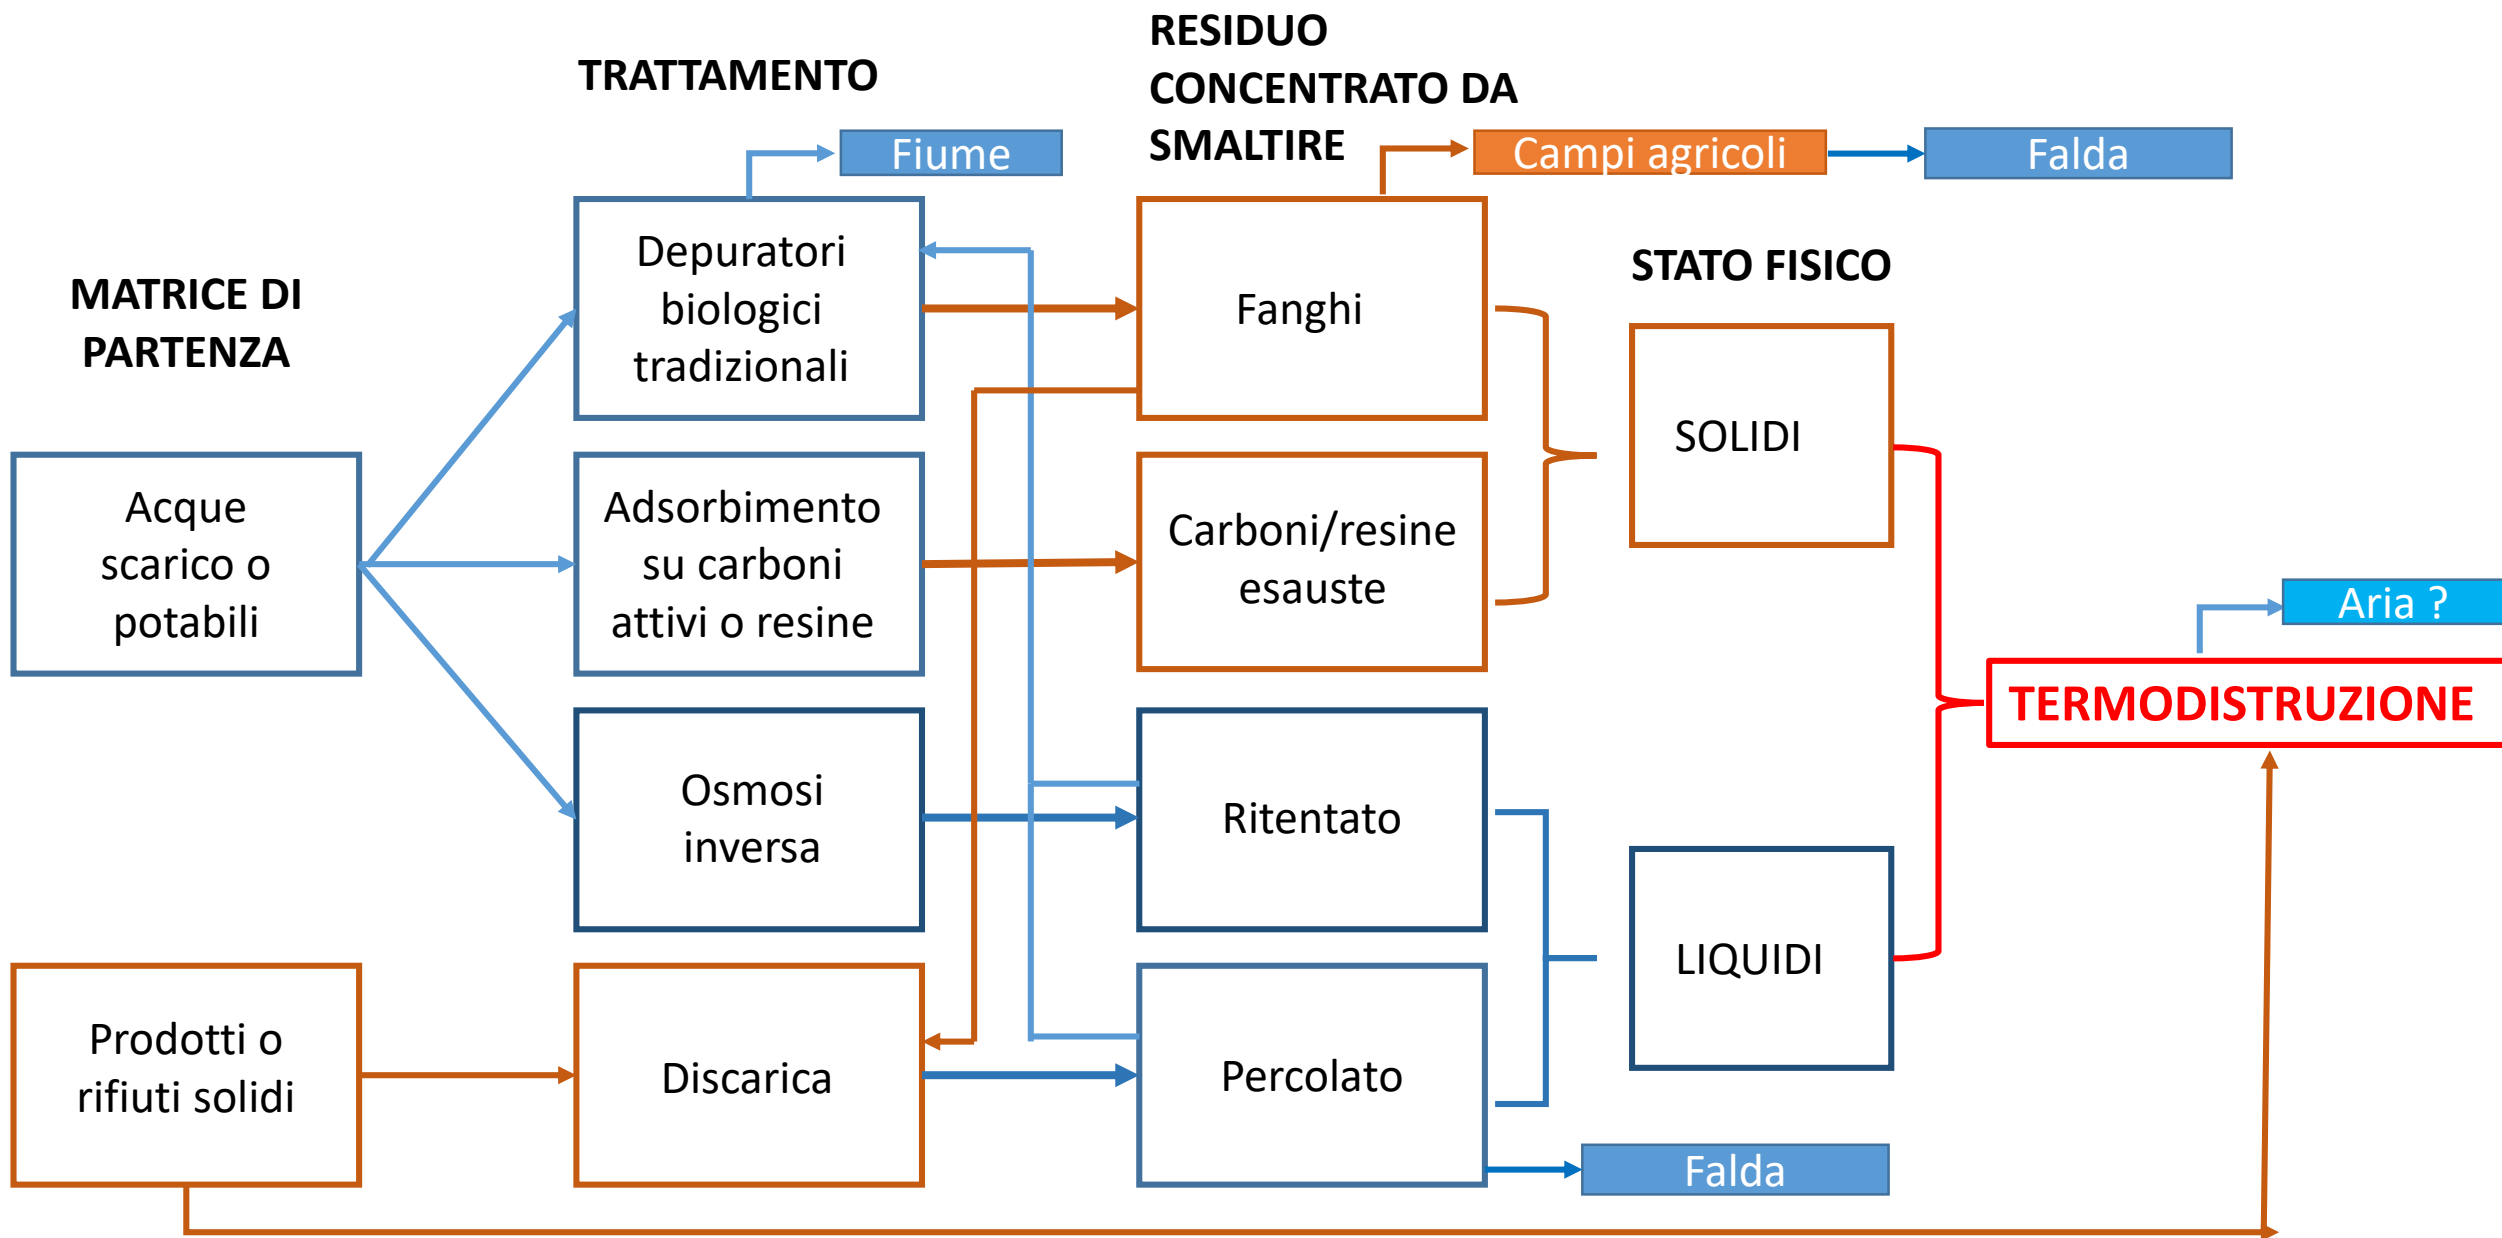 RESIDUO
CONCENTRATO DA
SMALTIRE
TRATTAMENTO
Fiume
Campi agricoli
Falda
MATRICE DI
PARTENZA
STATO FISICO
Depuratori
biologici
tradizionali
Fanghi
SOLIDI
Acque
scarico o
potabili
Adsorbimento
su carboni
attivi o resine
Carboni/resine
esauste
Aria ?
TERMODISTRUZIONE
Osmosi
inversa
Ritentato
LIQUIDI
Prodotti o
rifiuti solidi
Discarica
Percolato
Falda